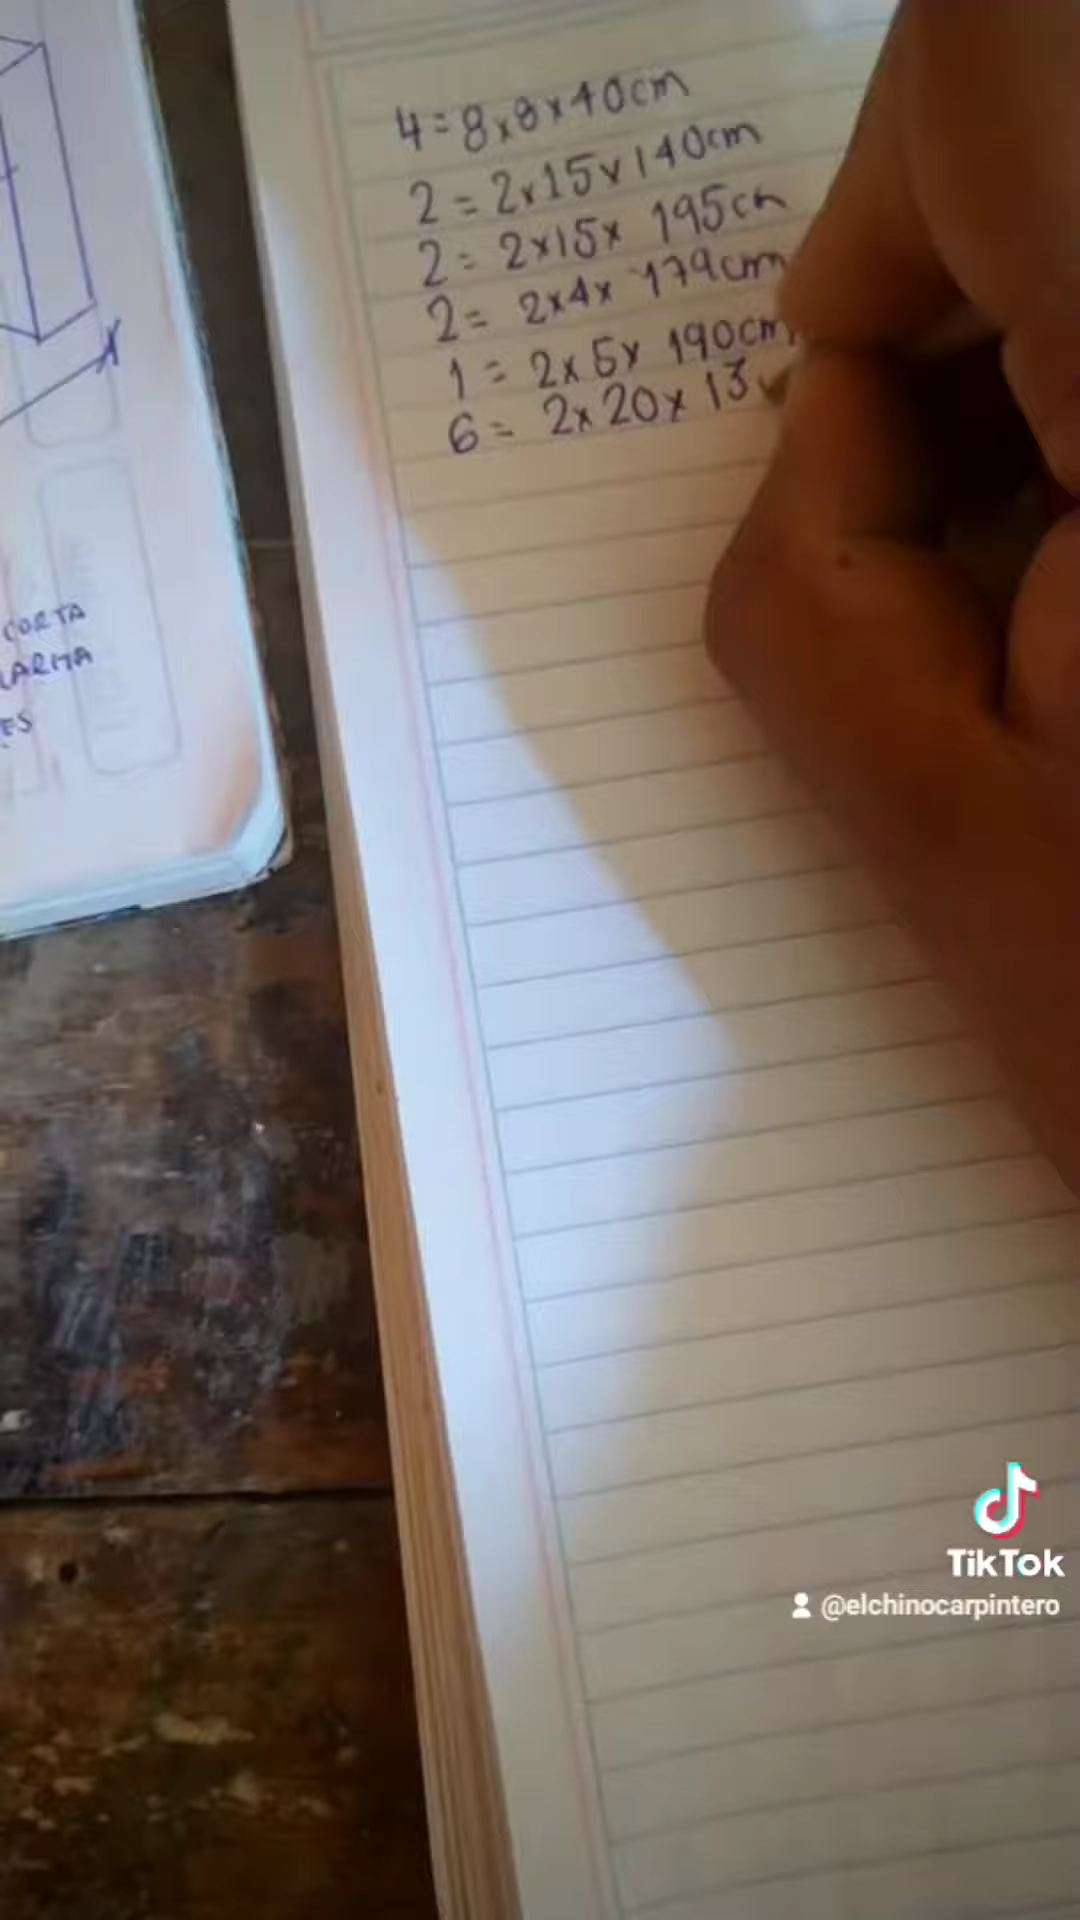 4 = 8x8x40cm
2 = 2x15x140cm
2 = 2x15x 195cm
2 = 2x4x 179cm
1 = 2x5x 190cm
6 = 2x20x 13
CORTA
LARMA
ES
TikTok
@elchinocarpintero